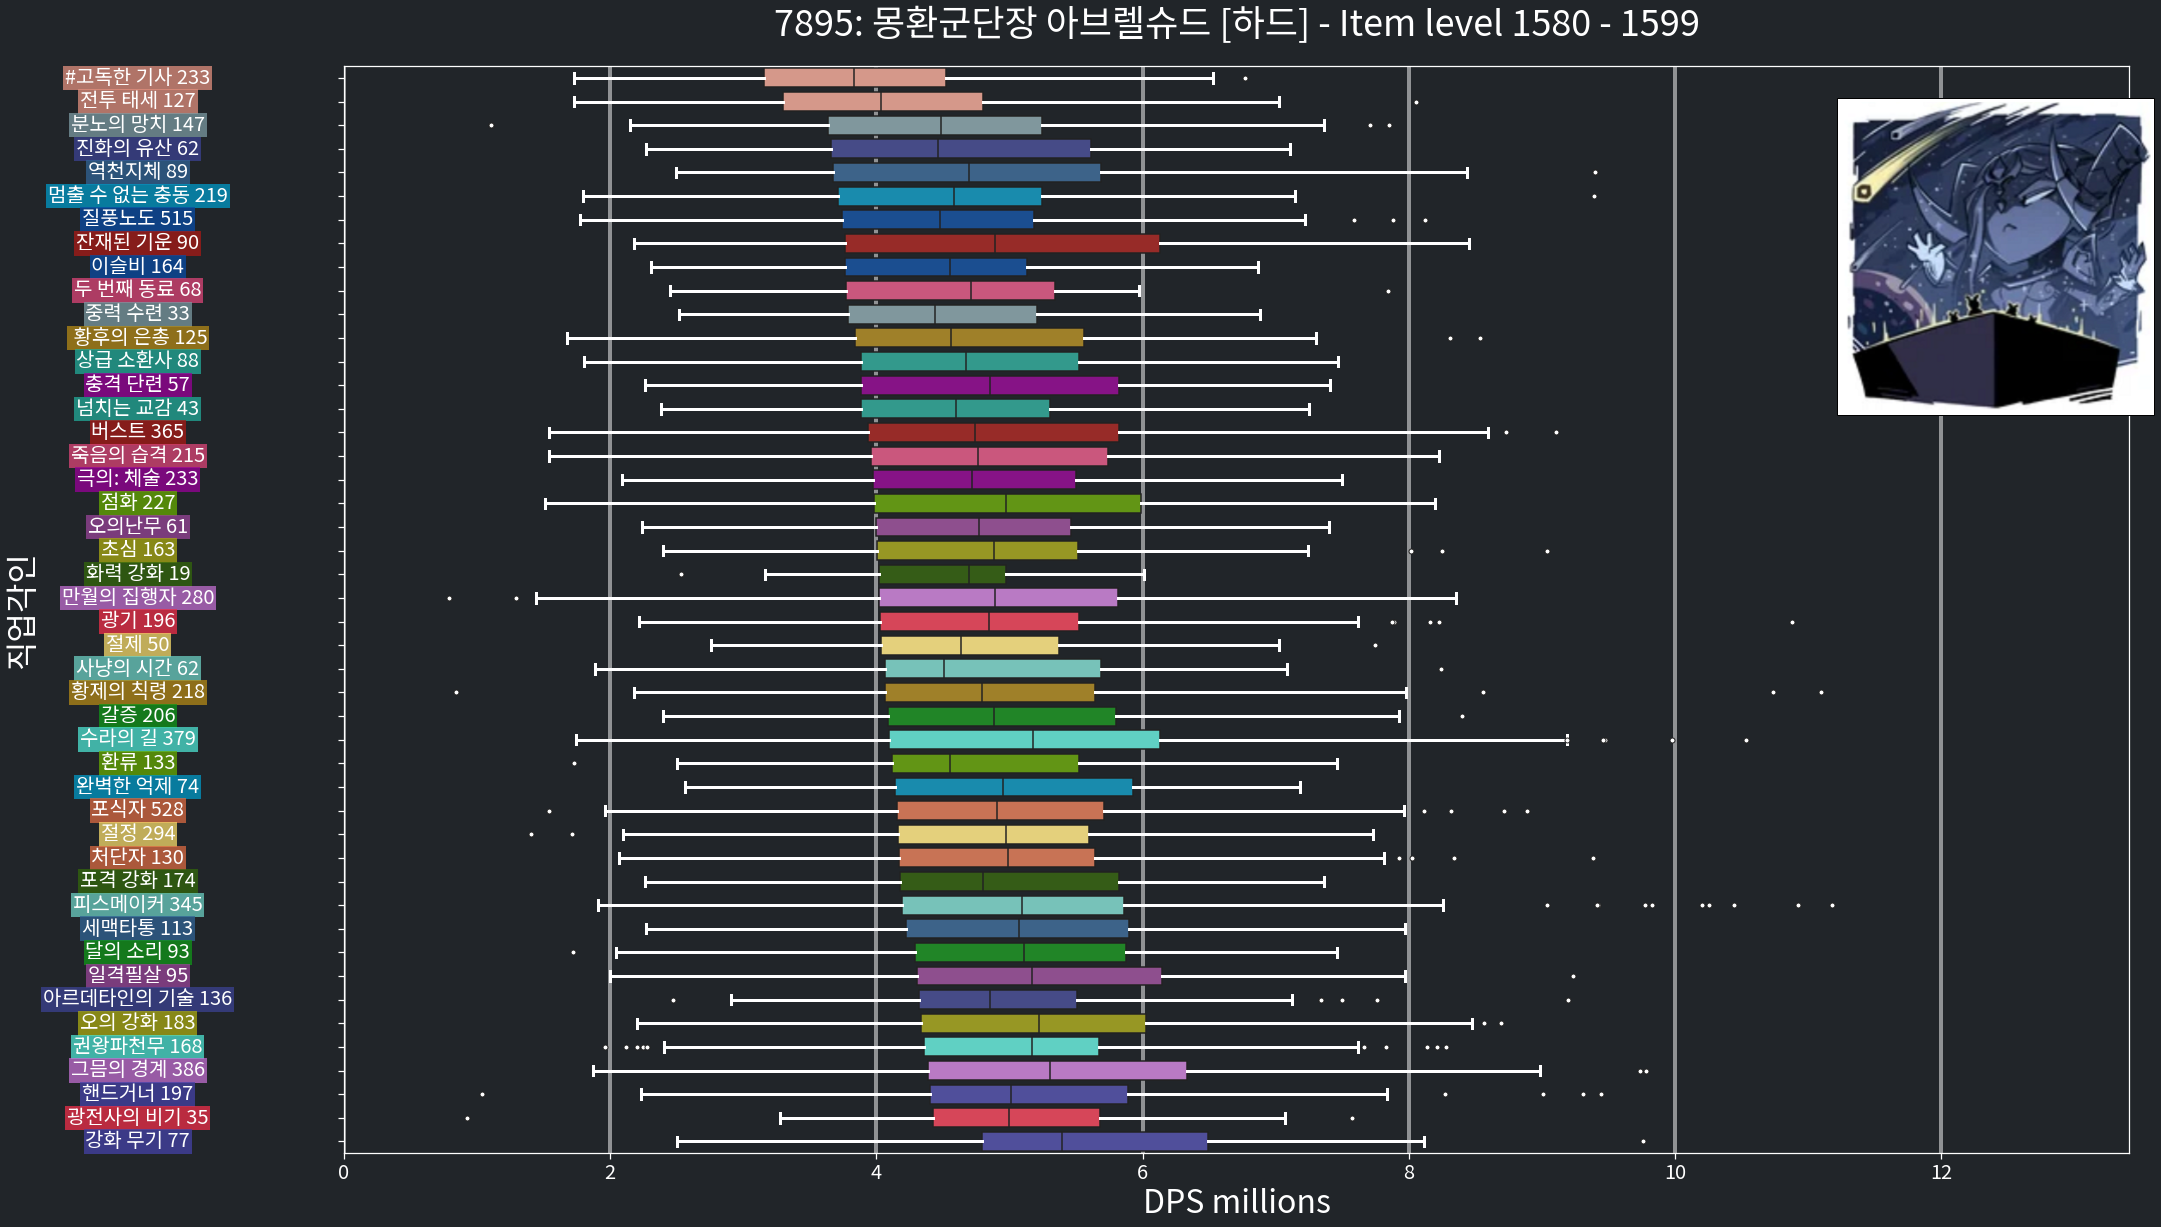 7895: 몽환군단장 아브렐슈드 [하드] - Item level 1580 - 1599
#고독한 기사 233
전투 태세 127
분노의 망치 147
진화의 유산 62
역천지체 89
멈출 수 없는 충동 219
질풍노도 515
잔재된 기운 90
이슬비 164
두 번째 동료 68
중력 수련 33
황후의 은총 125
상급 소환사 88
충격 단련 57
넘치는 교감 43
버스트 365
죽음의 습격 215
극의: 체술 233
점화 227
오의난무 61
초심 163
화력 강화 19
만월의 집행자 280
광기 196
절제 50
사냥의 시간 62
황제의 칙령 218
갈증 206
수라의 길 379
환류 133
완벽한 억제 74
포식자 528
절정 294
처단자 130
포격 강화 174
피스메이커 345
세맥타통 113
달의 소리 93
일격필살 95
아르데타인의 기술 136
오의 강화 183
권왕파천무 168
그믐의 경계 386
핸드거너 197
광전사의 비기 35
강화 무기 77
직업각인
0 2 4 6 8 10 12
DPS millions